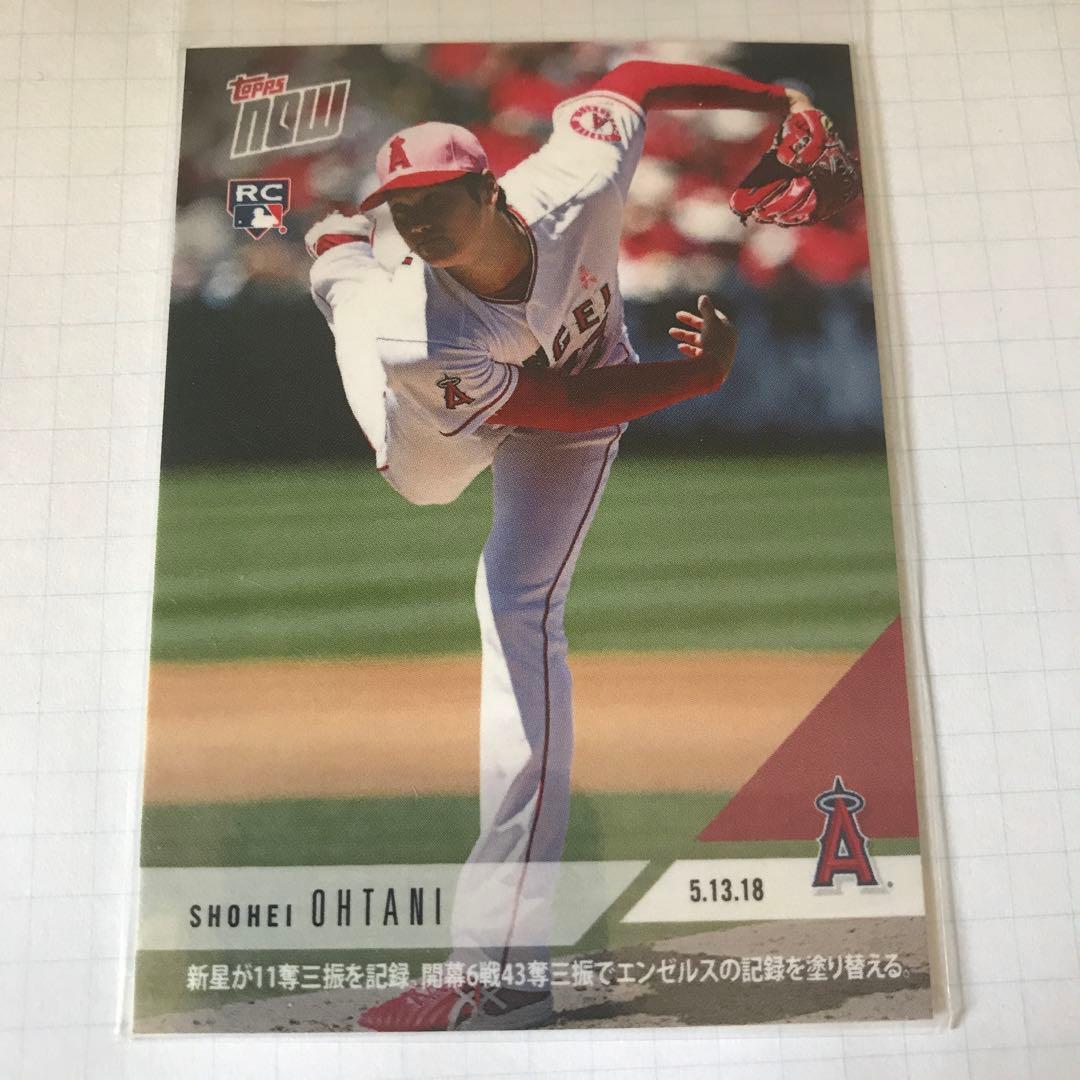 topps
NOW
RC
A
A
GEL
A
A
SHOHEI OHTANI
5.13.18
新星が11奪三振を記録。開幕6戦43奪三振でエンゼルスの記録を塗り替える。